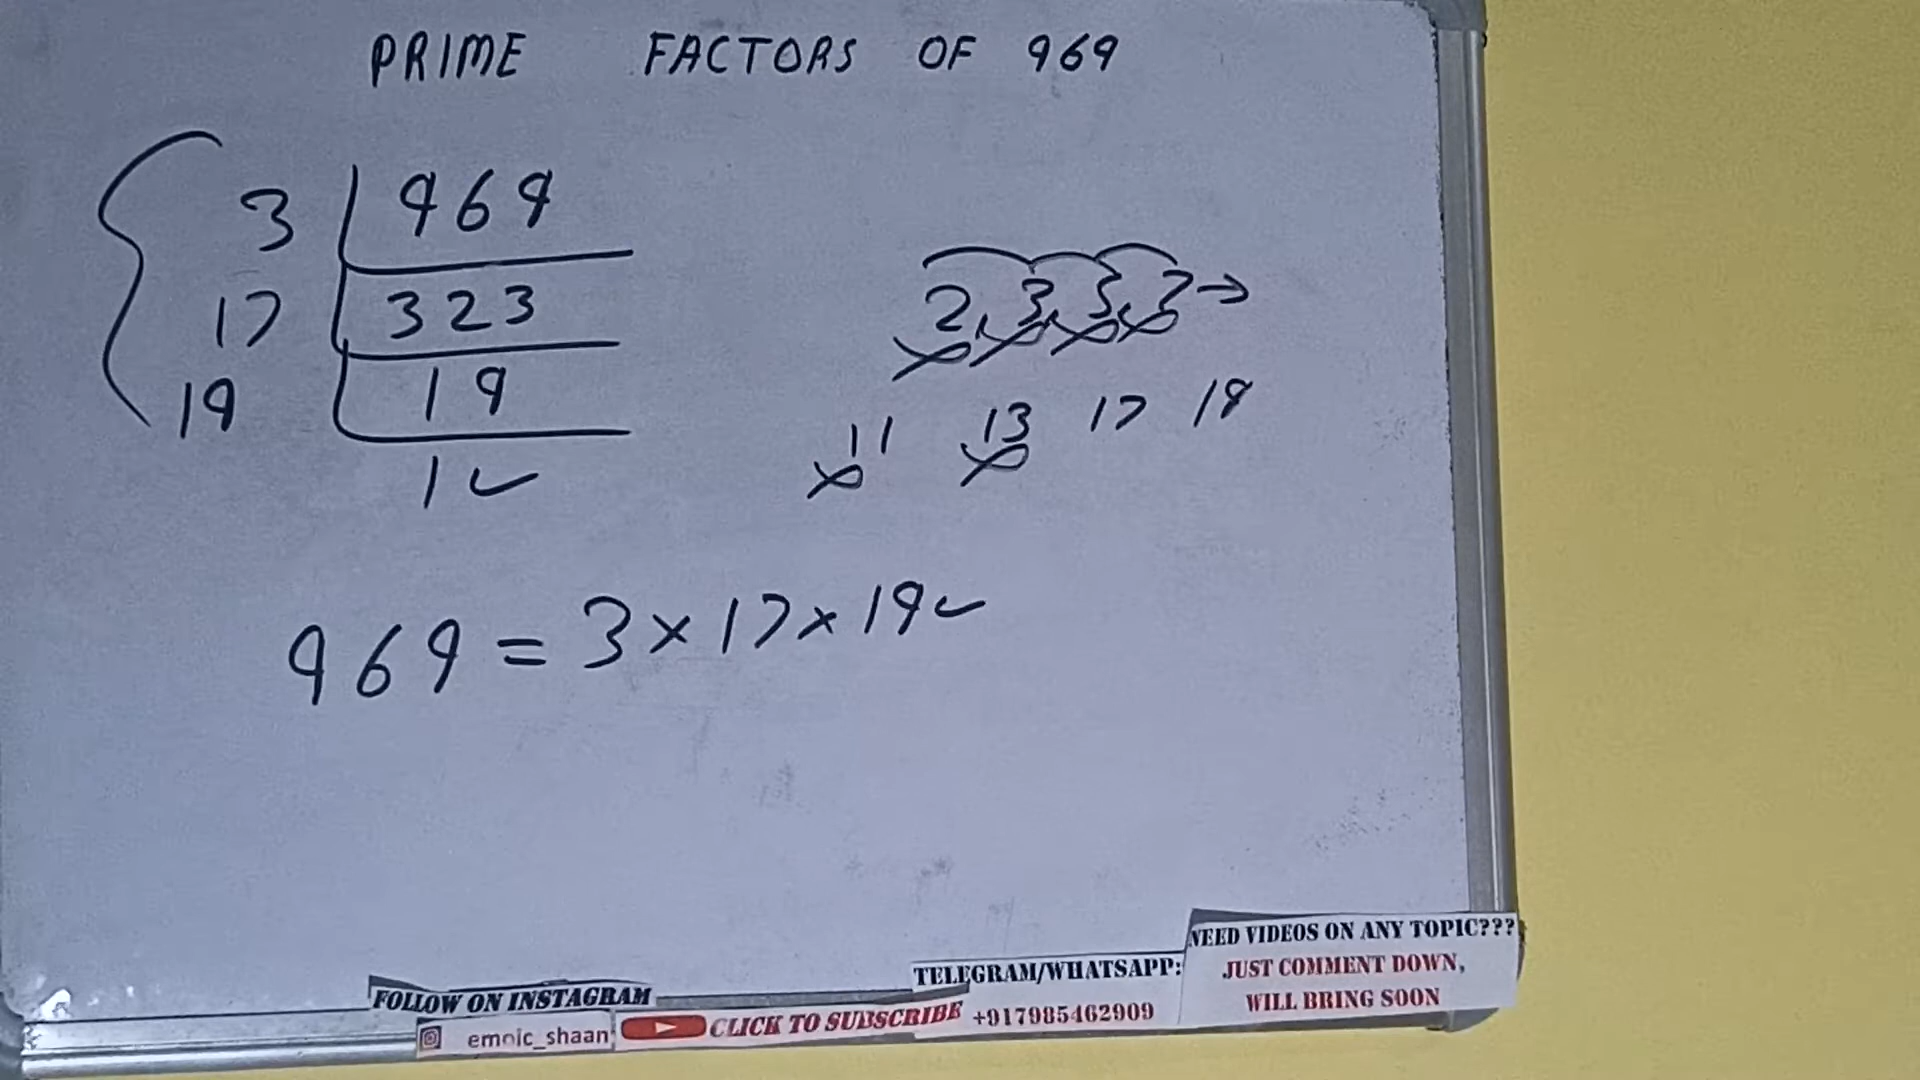 PRIME FACTORS OF 969
3 | 969
17 | 323
19 | 19
1 ✓
2, 3, 5, 7 →
11 13 17 19
969 = 3 × 17 × 19 ✓
NEED VIDEOS ON ANY TOPIC???
JUST COMMENT DOWN,
WILL BRING SOON
TELEGRAM/WHATSAPP:
+917985462909
FOLLOW ON INSTAGRAM
emoic_shaan
CLICK TO SUBSCRIBE